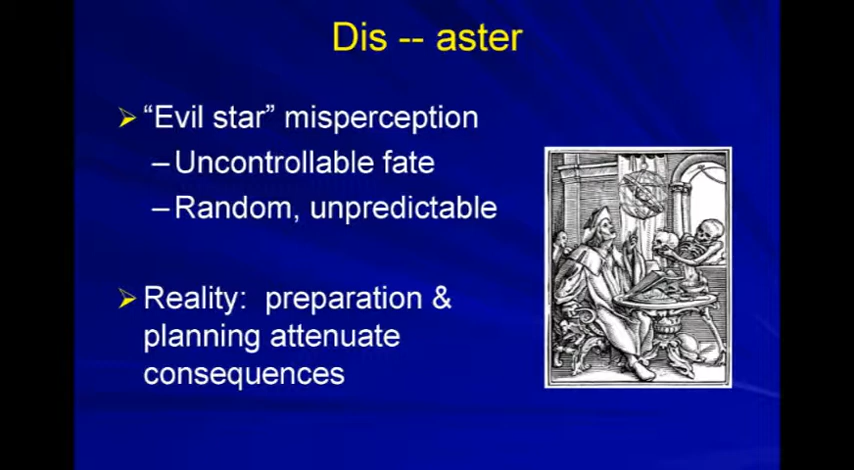 Dis -- aster
“Evil star” misperception
–Uncontrollable fate
–Random, unpredictable
Reality:  preparation &
planning attenuate
consequences